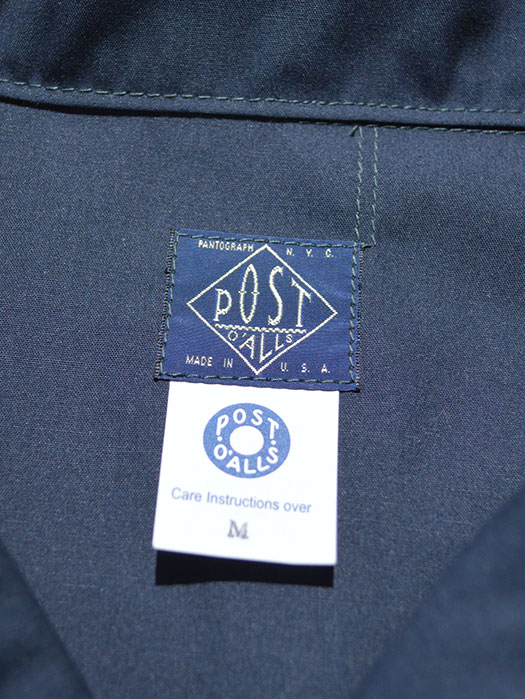 PANTOGRAPH N.Y.C.
POST
O'ALLS
MADE IN U.S.A.
POST
O'ALLS
Care Instructions over
M